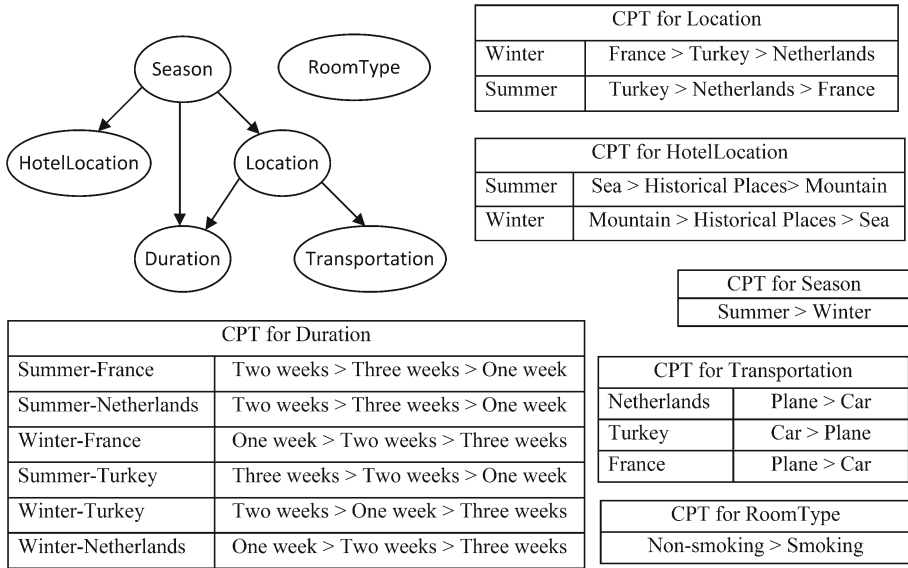 Season
RoomType
HotelLocation
Location
Duration
Transportation
CPT for Location
Winter France > Turkey > Netherlands
Summer Turkey > Netherlands > France
CPT for HotelLocation
Summer Sea > Historical Places> Mountain
Winter Mountain > Historical Places > Sea
CPT for Season
Summer > Winter
CPT for Duration
Summer-France Two weeks > Three weeks > One week
Summer-Netherlands Two weeks > Three weeks > One week
Winter-France One week > Two weeks > Three weeks
Summer-Turkey Three weeks > Two weeks > One week
Winter-Turkey Two weeks > One week > Three weeks
Winter-Netherlands One week > Two weeks > Three weeks
CPT for Transportation
Netherlands Plane > Car
Turkey Car > Plane
France Plane > Car
CPT for RoomType
Non-smoking > Smoking